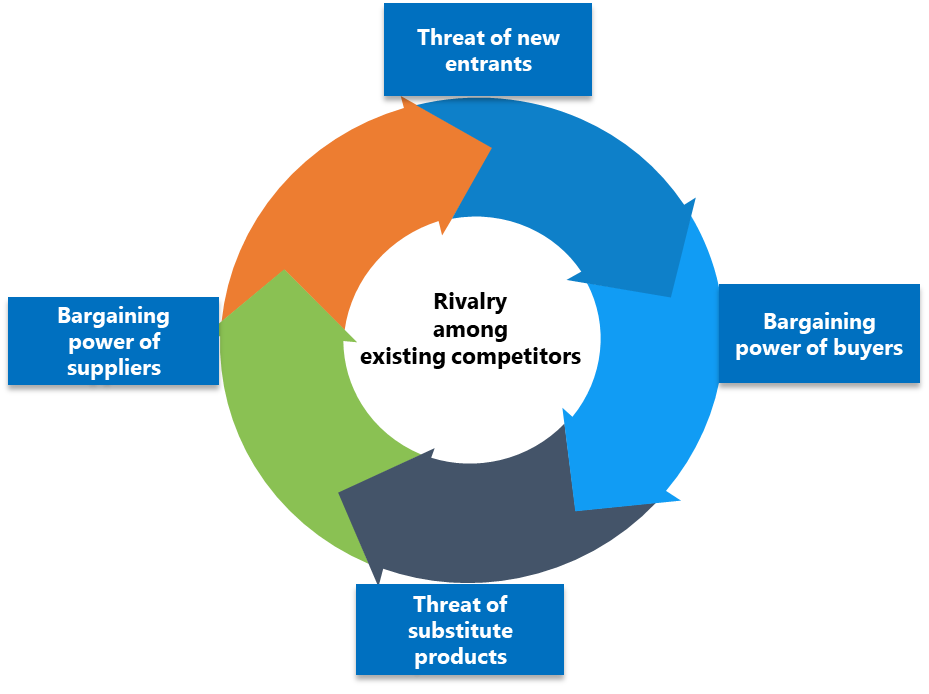 Threat of new
entrants
Bargaining
power of
suppliers
Rivalry
among
existing competitors
Bargaining
power of buyers
Threat of
substitute
products